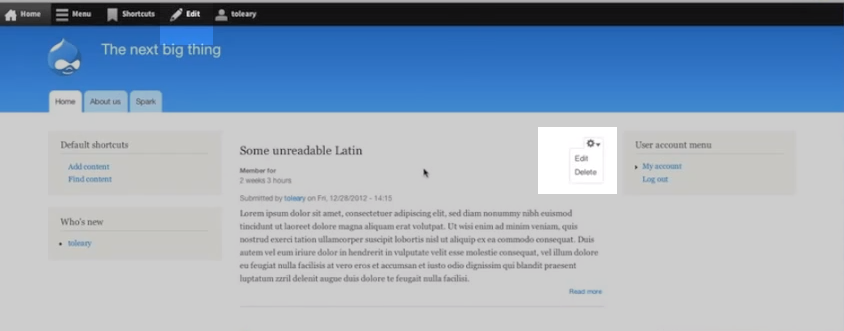 Home Menu Shortcuts Edit toleary
The next big thing
Home About us Spark
Default shortcuts
Add content
Find content
Who's new
toleary
Some unreadable Latin
Member for
2 weeks 3 hours
Submitted by toleary on Fri, 12/28/2012 - 14:15
Lorem ipsum dolor sit amet, consectetuer adipiscing elit, sed diam nonummy nibh euismod
tincidunt ut laoreet dolore magna aliquam erat volutpat. Ut wisi enim ad minim veniam, quis
nostrud exerci tation ullamcorper suscipit lobortis nisl ut aliquip ex ea commodo consequat. Duis
autem vel eum iriure dolor in hendrerit in vulputate velit esse molestie consequat, vel illum dolore
eu feugiat nulla facilisis at vero eros et accumsan et iusto odio dignissim qui blandit praesent
luptatum zzril delenit augue duis dolore te feugait nulla facilisi.
Read more
Edit
Delete
User account menu
My account
Log out